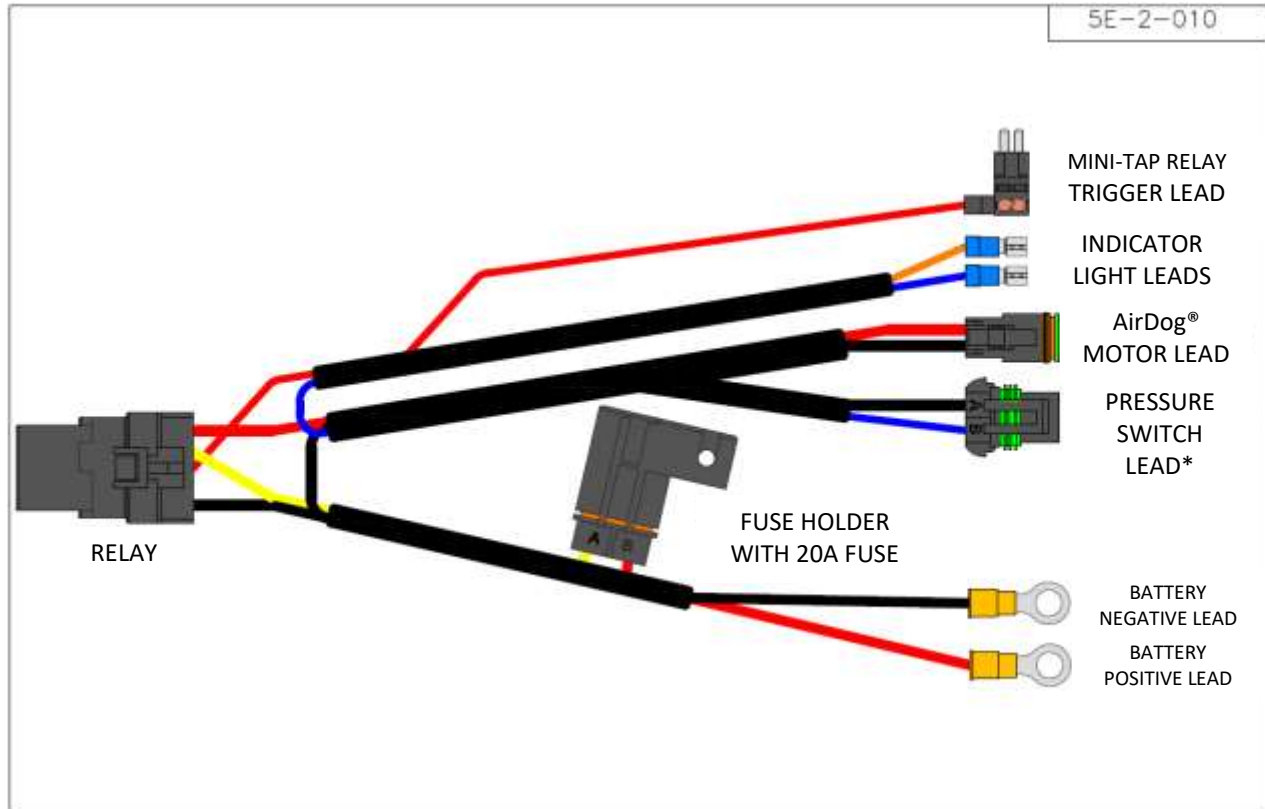 5E-2-010
MINI-TAP RELAY
TRIGGER LEAD
INDICATOR
LIGHT LEADS
AirDog®
MOTOR LEAD
A
B
PRESSURE
SWITCH
LEAD*
A
B
FUSE HOLDER
WITH 20A FUSE
RELAY
BATTERY
NEGATIVE LEAD
BATTERY
POSITIVE LEAD